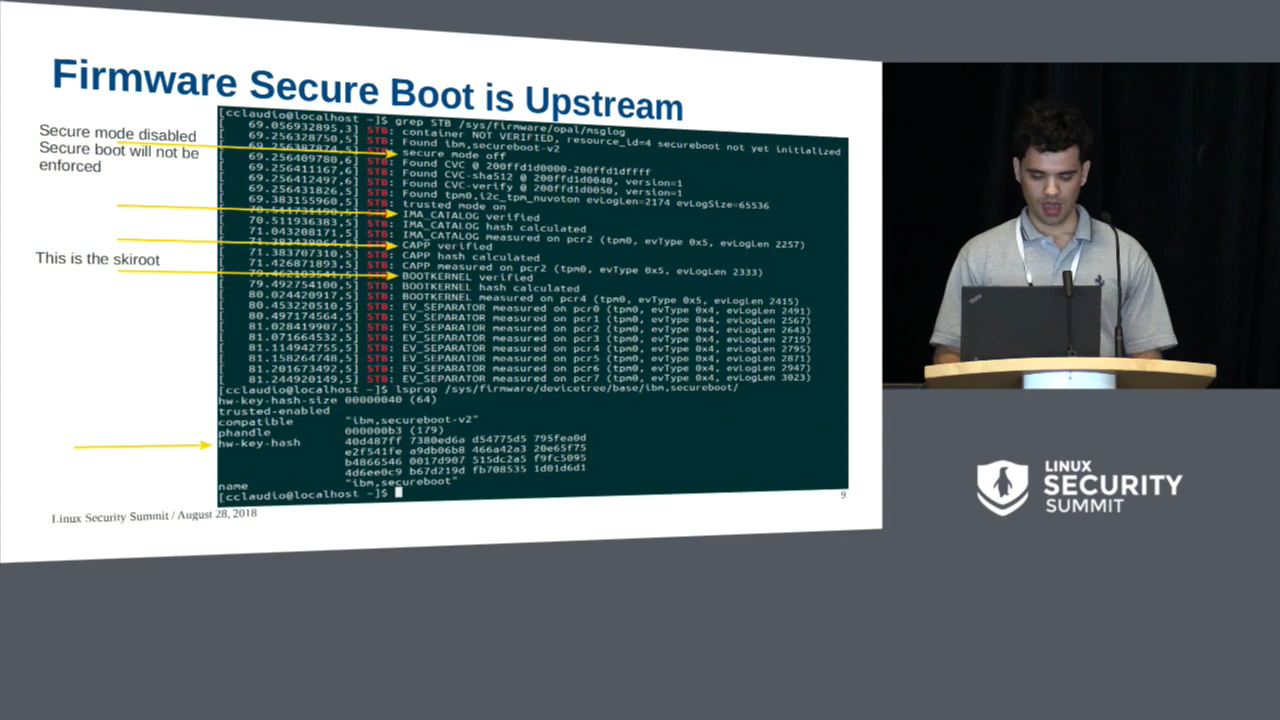 Firmware Secure Boot is Upstream
Secure mode disabled
Secure boot will not be
enforced
This is the skiroot
[cclaudio@localhost ~]$ grep STB /sys/firmware/opal/msglog
[ 69.056932895,3] STB: container NOT VERIFIED, resource_id=4 secureboot not yet initialized
[ 69.256328750,5] STB: Found ibm,secureboot-v2
[ 69.256387874,5] STB: secure mode off
[ 69.256409780,6] STB: Found CVC @ 200ffd1d0000-200ffd1dffff
[ 69.256411167,6] STB: Found CVC-sha512 @ 200ffd1d0040, version=1
[ 69.256412497,6] STB: Found CVC-verify @ 200ffd1d0050, version=1
[ 69.256431826,5] STB: Found tpm0,i2c_tpm_nuvoton evLogLen=2174 evLogSize=65536
[ 69.383155960,5] STB: trusted mode on
[ 70.511731190,5] STB: IMA_CATALOG verified
[ 70.511936383,5] STB: IMA_CATALOG hash calculated
[ 71.043208171,5] STB: IMA_CATALOG measured on pcr2 (tpm0, evType 0x5, evLogLen 2257)
[ 71.383439064,5] STB: CAPP verified
[ 71.383707310,5] STB: CAPP hash calculated
[ 71.426871893,5] STB: CAPP measured on pcr2 (tpm0, evType 0x5, evLogLen 2333)
[ 79.462103541,5] STB: BOOTKERNEL verified
[ 79.492754100,5] STB: BOOTKERNEL hash calculated
[ 80.024420917,5] STB: BOOTKERNEL measured on pcr4 (tpm0, evType 0x5, evLogLen 2415)
[ 80.453220510,5] STB: EV_SEPARATOR measured on pcr0 (tpm0, evType 0x4, evLogLen 2491)
[ 80.497174564,5] STB: EV_SEPARATOR measured on pcr1 (tpm0, evType 0x4, evLogLen 2567)
[ 81.028419907,5] STB: EV_SEPARATOR measured on pcr2 (tpm0, evType 0x4, evLogLen 2643)
[ 81.071664532,5] STB: EV_SEPARATOR measured on pcr3 (tpm0, evType 0x4, evLogLen 2719)
[ 81.114942755,5] STB: EV_SEPARATOR measured on pcr4 (tpm0, evType 0x4, evLogLen 2795)
[ 81.158264748,5] STB: EV_SEPARATOR measured on pcr5 (tpm0, evType 0x4, evLogLen 2871)
[ 81.201673492,5] STB: EV_SEPARATOR measured on pcr6 (tpm0, evType 0x4, evLogLen 2947)
[ 81.244920149,5] STB: EV_SEPARATOR measured on pcr7 (tpm0, evType 0x4, evLogLen 3023)
[cclaudio@localhost ~]$ lsprop /sys/firmware/devicetree/base/ibm,secureboot/
hw-key-hash-size 00000040 (64)
trusted-enabled
compatible "ibm,secureboot-v2"
phandle 000000b3 (179)
hw-key-hash 40d487ff 7380ed6a d54775d5 795fea0d
e2f541fe a9db06b8 466a42a3 20e65f75
b4866546 0017d907 515dc2a5 f9fc5095
4d6ee0c9 b67d219d fb708535 1d01d6d1
name "ibm,secureboot"
[cclaudio@localhost ~]$
9
Linux Security Summit / August 28, 2018
LINUX
SECURITY
SUMMIT